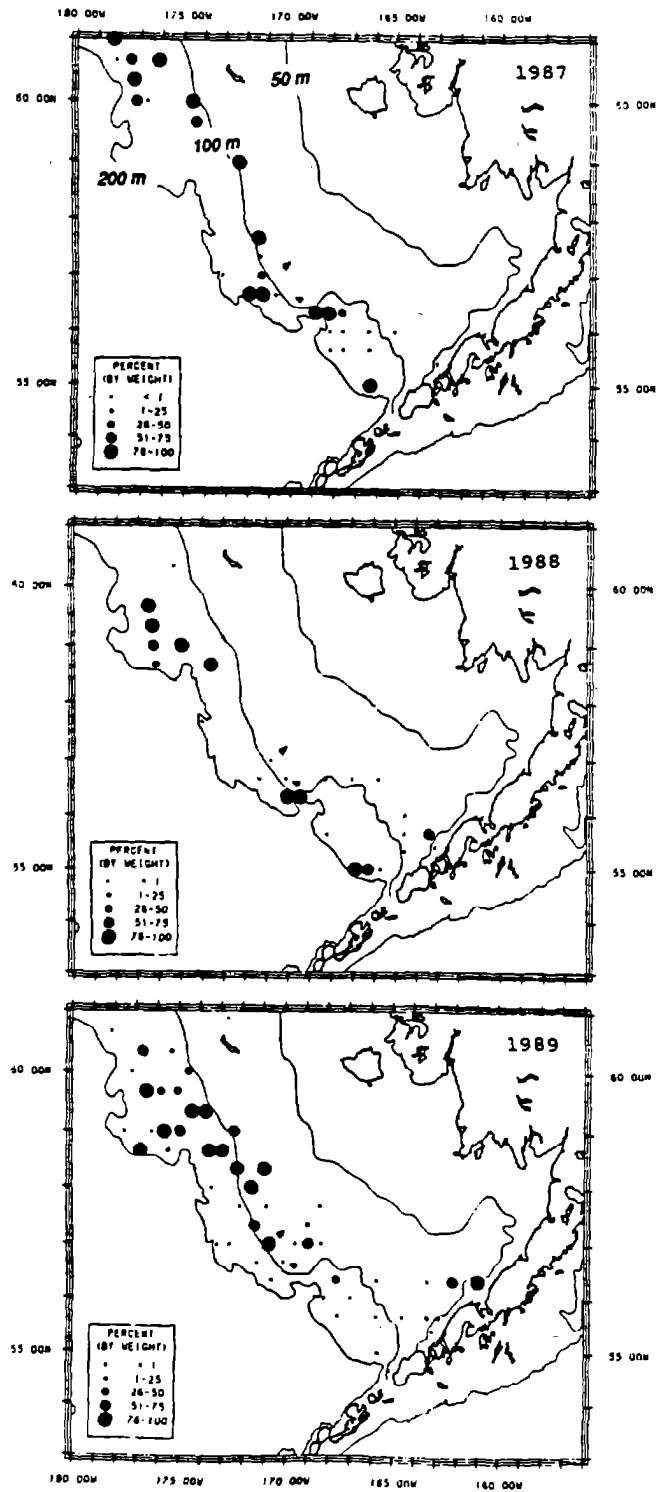 180 00W 175 00W 170 00W 165 00W 160 00W
1987
50 m
60 00N
100 m
200 m
PERCENT
(BY WEIGHT)
< 1
1-25
26-50
51-75
76-100
55 00N
55 00N
1988
60 00N
PERCENT
(BY WEIGHT)
< 1
1-25
26-50
51-75
76-100
55 00N
55 00N
1989
60 00N
60 00N
PERCENT
(BY WEIGHT)
< 1
1-25
26-50
51-75
76-100
55 00N
55 00N
180 00W 175 00W 170 00W 165 00W 160 00W